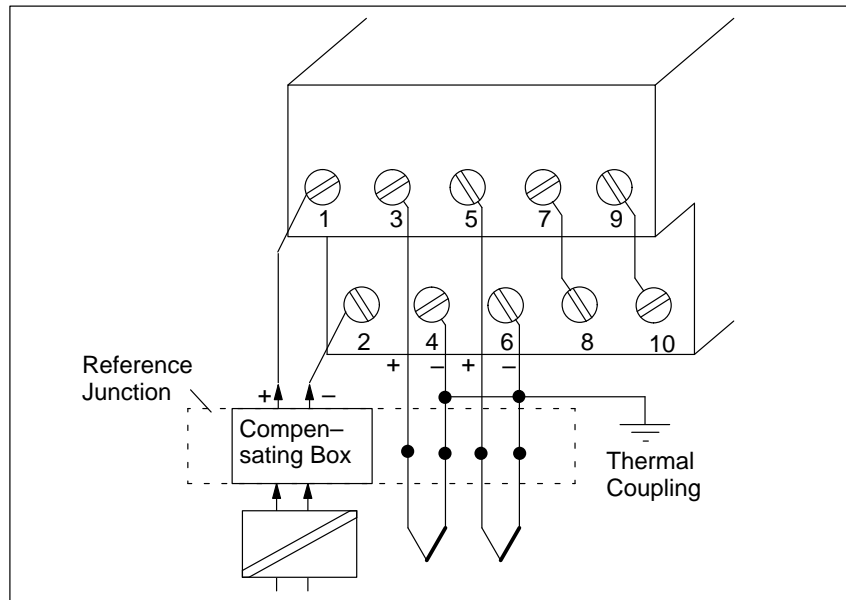 1 3 5 7 9
2 4 6 8 10
+ – + –
Reference
Junction
+ –
Compen–
sating Box
Thermal
Coupling